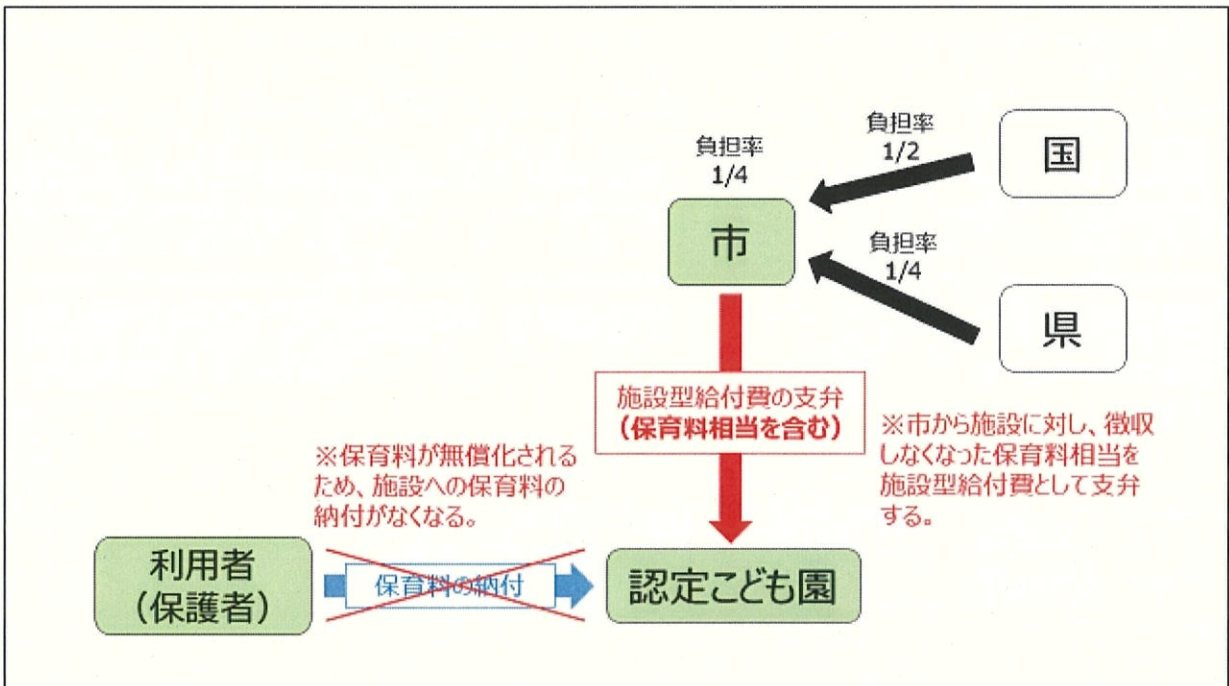 負担率
1/2
国
負担率
1/4
市
負担率
1/4
県
施設型給付費の支弁
（保育料相当を含む）
※市から施設に対し、徴収
しなくなった保育料相当を
施設型給付費として支弁
する。
※保育料が無償化される
ため、施設への保育料の
納付がなくなる。
利用者
（保護者）
保育料の納付
認定こども園